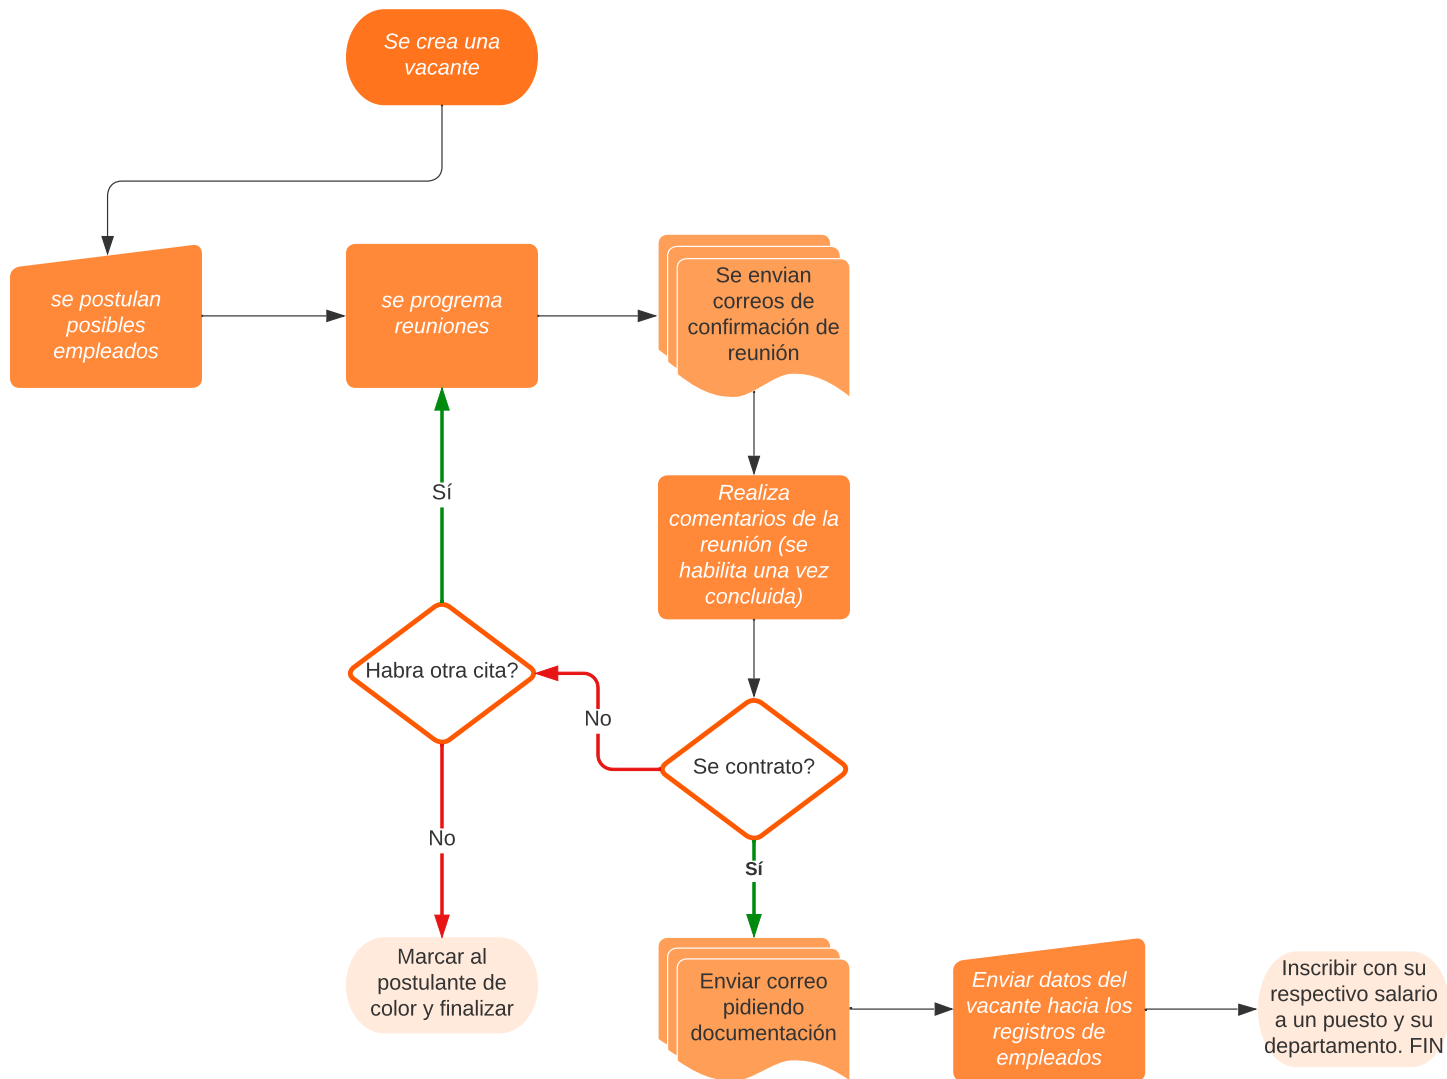 Se crea una
vacante
se postulan
posibles
empleados
se progrema
reuniones
Se envian
correos de
confirmación de
reunión
Sí
Realiza
comentarios de la
reunión (se
habilita una vez
concluida)
Habra otra cita?
No
Se contrato?
No
Sí
Marcar al
postulante de
color y finalizar
Enviar correo
pidiendo
documentación
Enviar datos del
vacante hacia los
registros de
empleados
Inscribir con su
respectivo salario
a un puesto y su
departamento. FIN